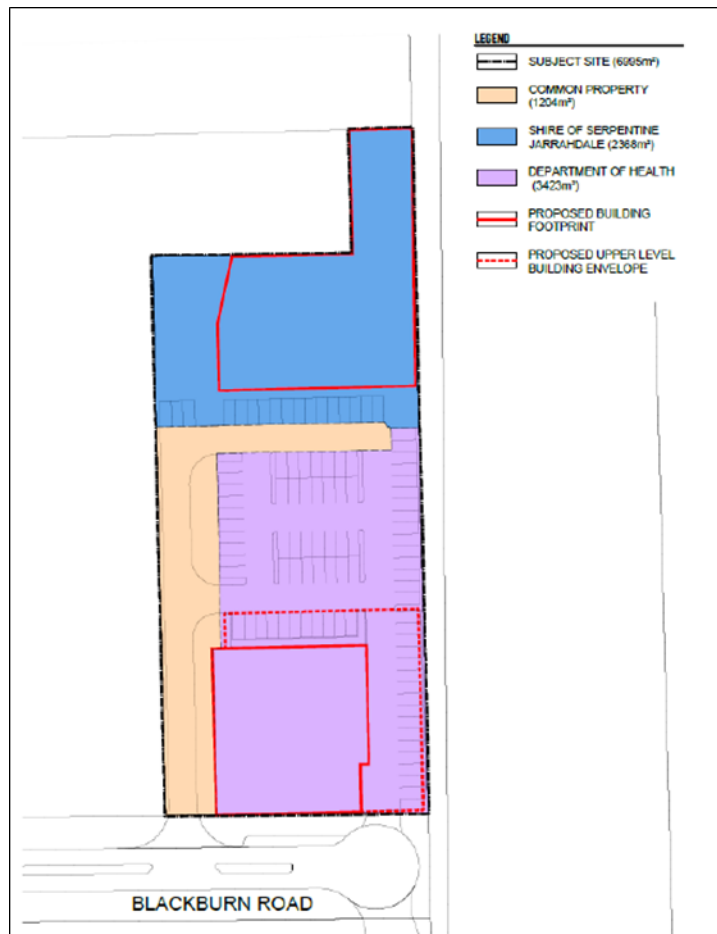 LEGEND
SUBJECT SITE (6995m²)
COMMON PROPERTY
(1204m²)
SHIRE OF SERPENTINE
JARRAHDALE (2368m²)
DEPARTMENT OF HEALTH
(3423m²)
PROPOSED BUILDING
FOOTPRINT
PROPOSED UPPER LEVEL
BUILDING ENVELOPE
BLACKBURN ROAD